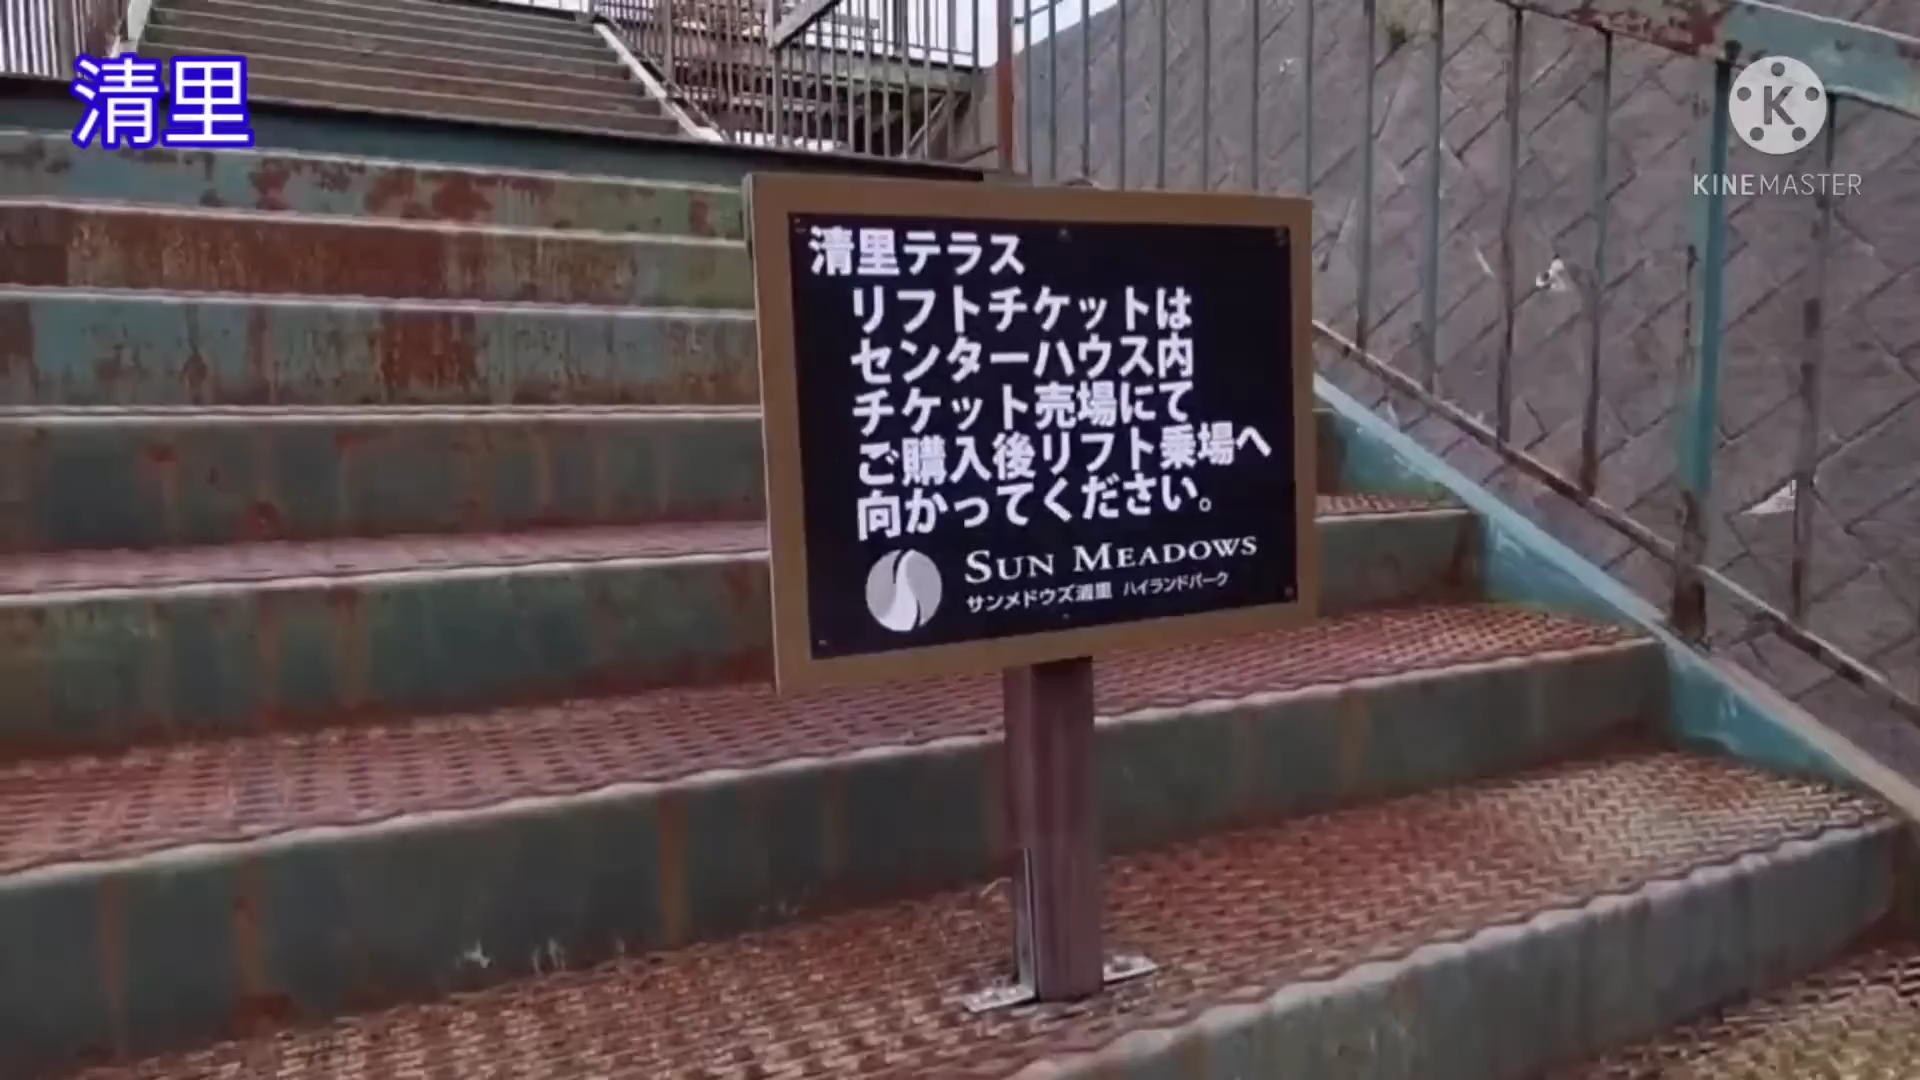 清里
KINEMASTER
清里テラス
リフトチケットは
センターハウス内
チケット売場にて
ご購入後リフト乗場へ
向かってください。
SUN MEADOWS
サンメドウズ清里 ハイランドパーク